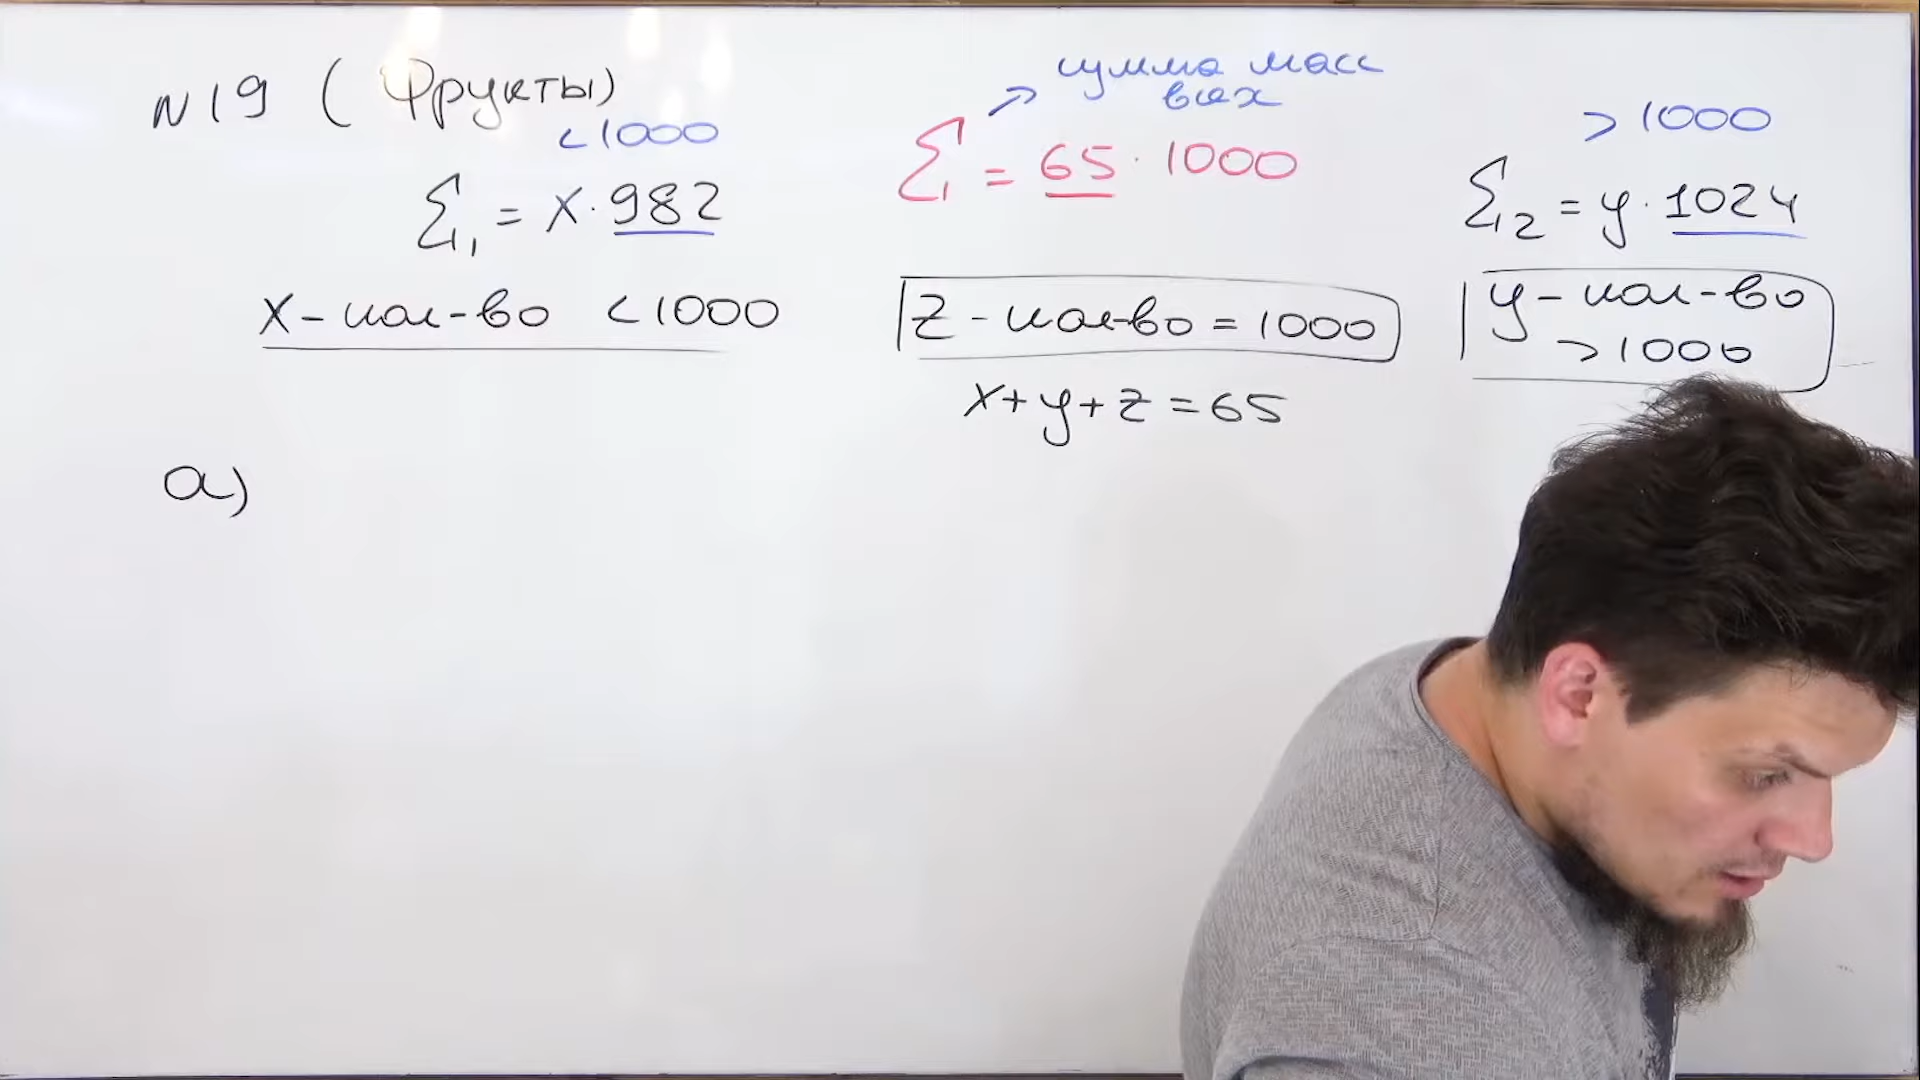 N19 (Фрукты)
<1000
Σ₁ = x·982
x - кол-во <1000
сумма масс
всех
Σ = 65·1000
z - кол-во = 1000
x+y+z = 65
>1000
Σ₂ = y·1024
y - кол-во
>1000
а)